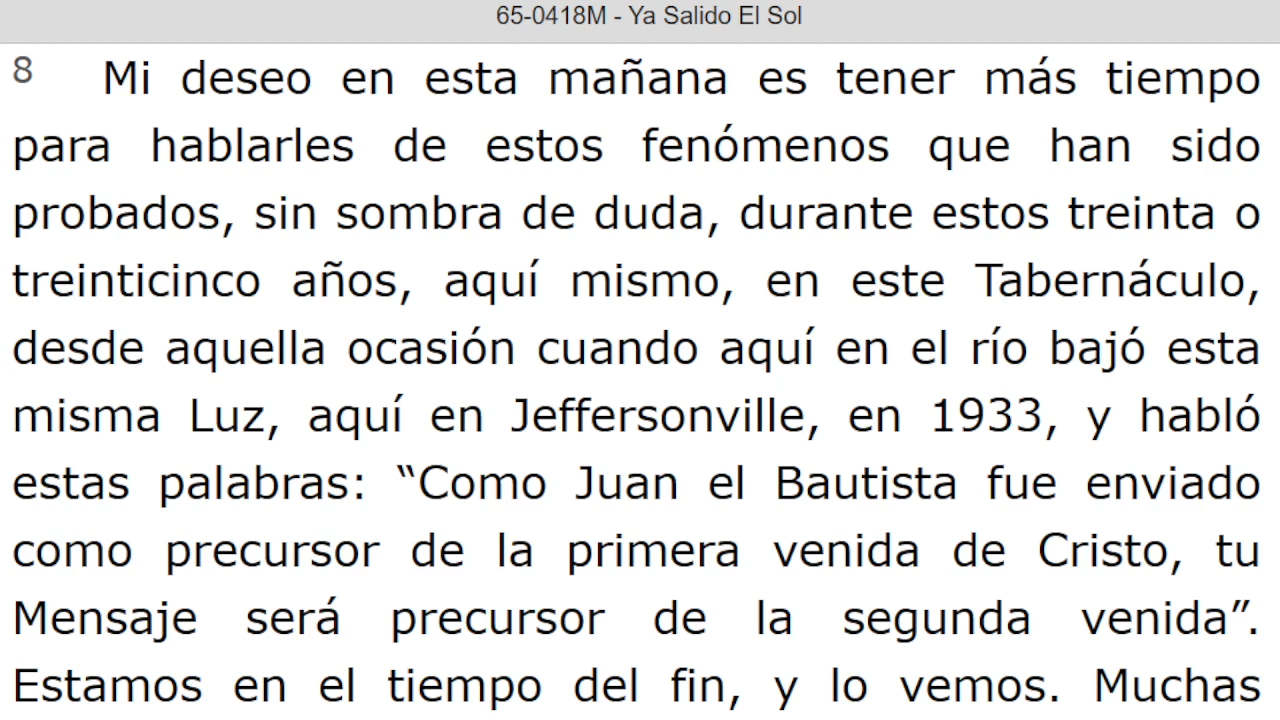 65-0418M - Ya Salido El Sol
8 Mi deseo en esta mañana es tener más tiempo
para hablarles de estos fenómenos que han sido
probados, sin sombra de duda, durante estos treinta o
treinticinco años, aquí mismo, en este Tabernáculo,
desde aquella ocasión cuando aquí en el río bajó esta
misma Luz, aquí en Jeffersonville, en 1933, y habló
estas palabras: “Como Juan el Bautista fue enviado
como precursor de la primera venida de Cristo, tu
Mensaje será precursor de la segunda venida”.
Estamos en el tiempo del fin, y lo vemos. Muchas